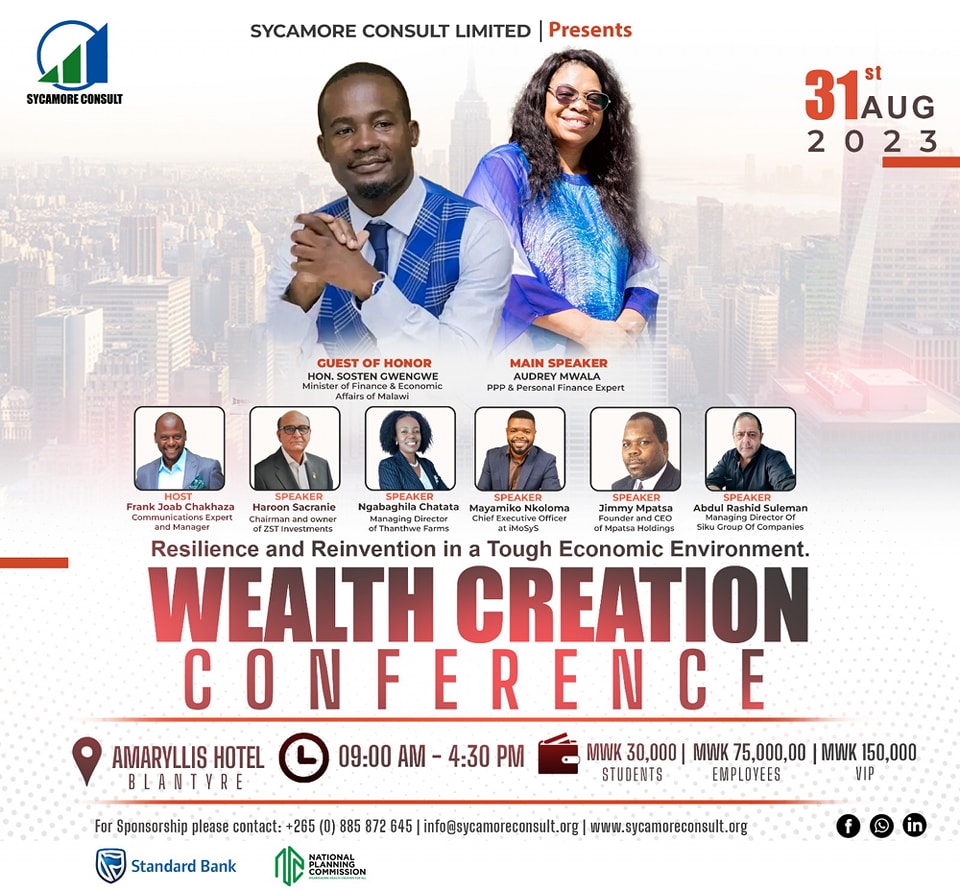 SYCAMORE CONSULT LIMITED | Presents
SYCAMORE CONSULT
31st AUG
2023
GUEST OF HONOR
HON. SOSTEN GWENGWE
Minister of Finance & Economic
Affairs of Malawi
MAIN SPEAKER
AUDREY MWALA
PPP & Personal Finance Expert
HOST
Frank Joab Chakhaza
Communications Expert
and Manager
SPEAKER
Haroon Sacranie
Chairman and owner
of ZST Investments
SPEAKER
Ngabaghila Chatata
Managing Director
of Thanthwe Farms
SPEAKER
Mayamiko Nkoloma
Chief Executive Officer
at iMoSyS
SPEAKER
Jimmy Mpatsa
Founder and CEO
of Mpatsa Holdings
SPEAKER
Abdul Rashid Suleman
Managing Director Of
Siku Group Of Companies
Resilience and Reinvention in a Tough Economic Environment.
WEALTH CREATION
CONFERENCE
AMARYLLIS HOTEL
BLANTYRE
09:00 AM - 4:30 PM
MWK 30,000 | MWK 75,000,00 | MWK 150,000
STUDENTS EMPLOYEES VIP
For Sponsorship please contact: +265 (0) 885 872 645 | info@sycamoreconsult.org | www.sycamoreconsult.org
Standard Bank
NATIONAL
PLANNING
COMMISSION